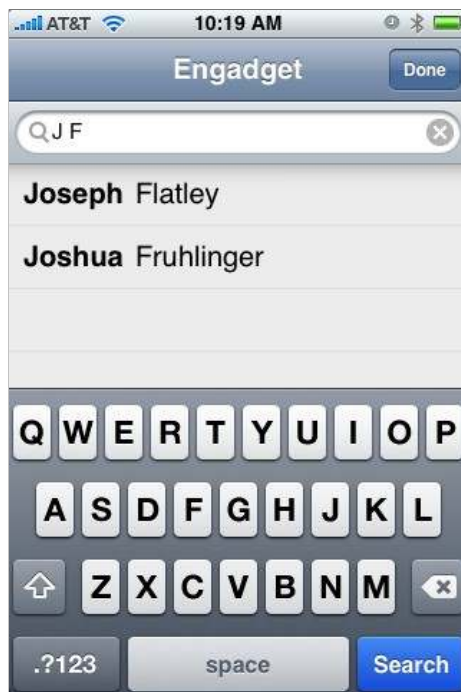 AT&T 10:19 AM
Engadget Done
J F
Joseph Flatley
Joshua Fruhlinger
Q W E R T Y U I O P
A S D F G H J K L
Z X C V B N M
.?123 space Search